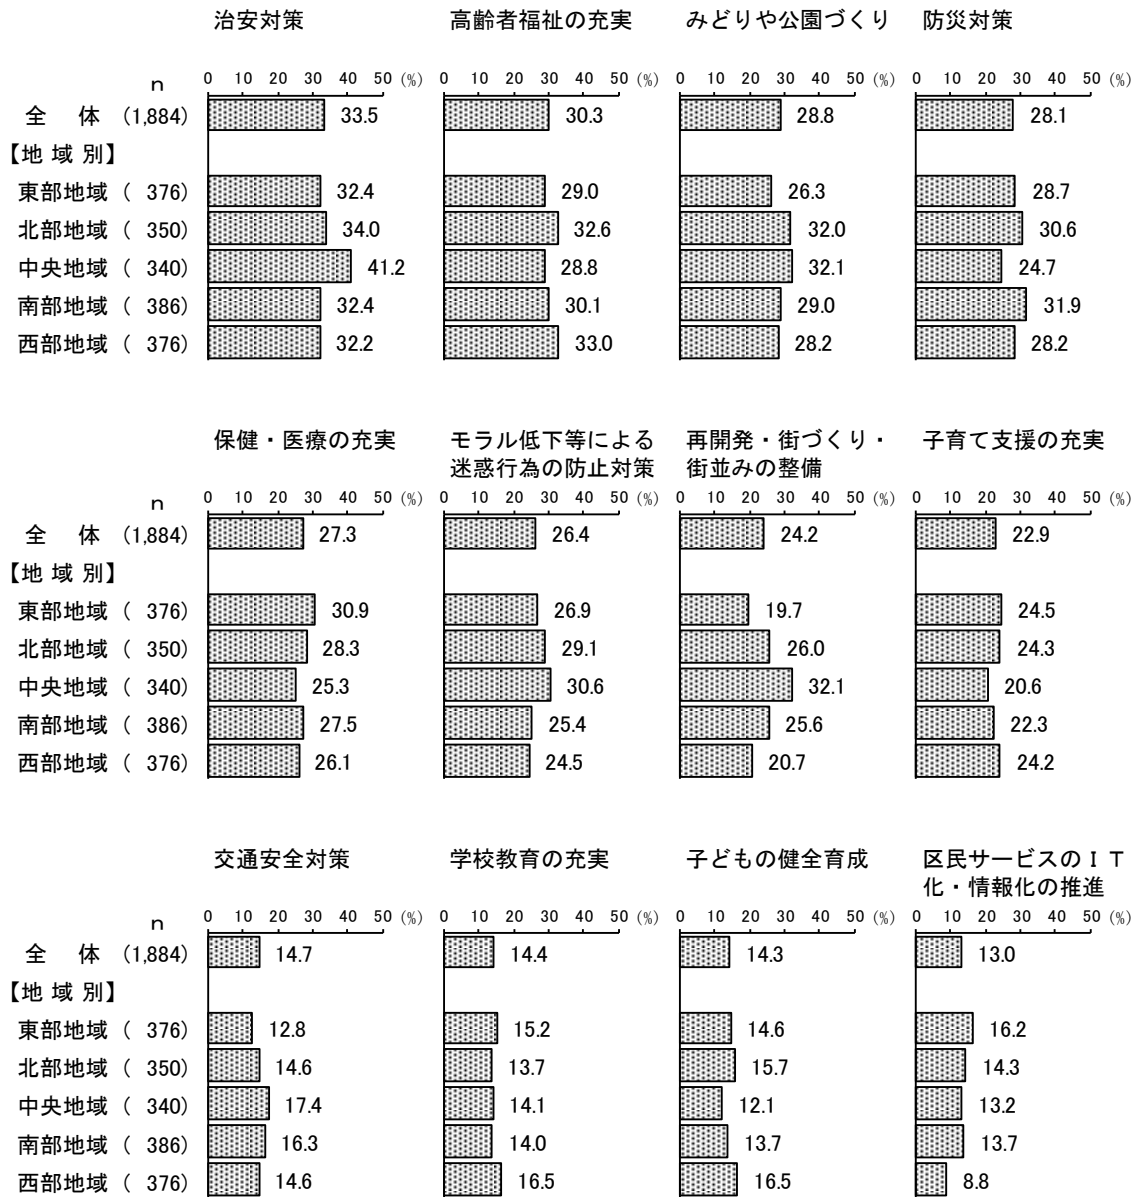 治安対策 高齢者福祉の充実 みどりや公園づくり 防災対策
n 0 10 20 30 40 50 (%) 0 10 20 30 40 50 (%) 0 10 20 30 40 50 (%) 0 10 20 30 40 50 (%)
全 体 (1,884) 33.5 30.3 28.8 28.1
【地 域 別】
東部地域 ( 376) 32.4 29.0 26.3 28.7
北部地域 ( 350) 34.0 32.6 32.0 30.6
中央地域 ( 340) 41.2 28.8 32.1 24.7
南部地域 ( 386) 32.4 30.1 29.0 31.9
西部地域 ( 376) 32.2 33.0 28.2 28.2
保健・医療の充実 モラル低下等による 再開発・街づくり・ 子育て支援の充実
迷惑行為の防止対策 街並みの整備
n 0 10 20 30 40 50 (%) 0 10 20 30 40 50 (%) 0 10 20 30 40 50 (%) 0 10 20 30 40 50 (%)
全 体 (1,884) 27.3 26.4 24.2 22.9
【地 域 別】
東部地域 ( 376) 30.9 26.9 19.7 24.5
北部地域 ( 350) 28.3 29.1 26.0 24.3
中央地域 ( 340) 25.3 30.6 32.1 20.6
南部地域 ( 386) 27.5 25.4 25.6 22.3
西部地域 ( 376) 26.1 24.5 20.7 24.2
交通安全対策 学校教育の充実 子どもの健全育成 区民サービスのＩＴ
化・情報化の推進
n 0 10 20 30 40 50 (%) 0 10 20 30 40 50 (%) 0 10 20 30 40 50 (%) 0 10 20 30 40 50 (%)
全 体 (1,884) 14.7 14.4 14.3 13.0
【地 域 別】
東部地域 ( 376) 12.8 15.2 14.6 16.2
北部地域 ( 350) 14.6 13.7 15.7 14.3
中央地域 ( 340) 17.4 14.1 12.1 13.2
南部地域 ( 386) 16.3 14.0 13.7 13.7
西部地域 ( 376) 14.6 16.5 16.5 8.8